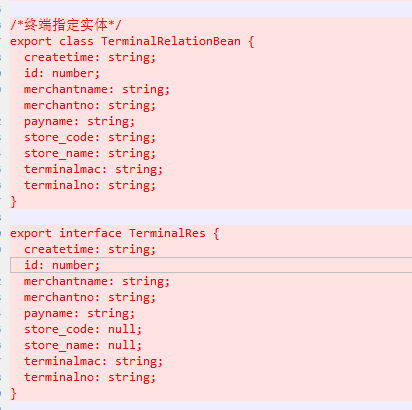 /*终端指定实体*/
export class TerminalRelationBean {
  createtime: string;
  id: number;
  merchantname: string;
  merchantno: string;
  payname: string;
  store_code: string;
  store_name: string;
  terminalmac: string;
  terminalno: string;
}
export interface TerminalRes {
  createtime: string;
  id: number;
  merchantname: string;
  merchantno: string;
  payname: string;
  store_code: null;
  store_name: null;
  terminalmac: string;
  terminalno: string;
}